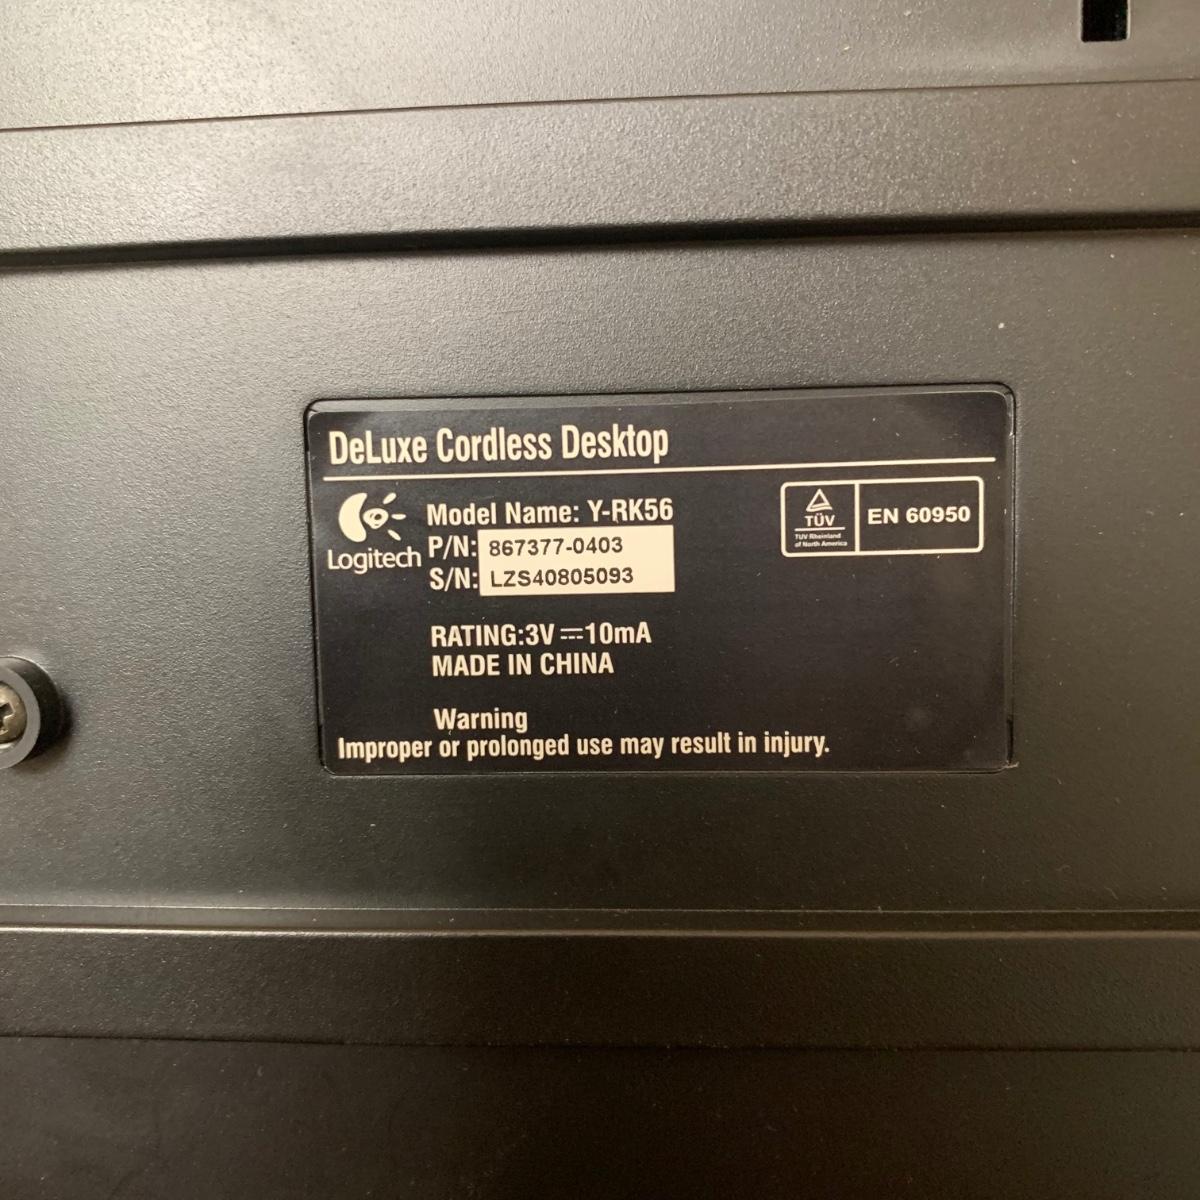 DeLuxe Cordless Desktop
Logitech
Model Name: Y-RK56
P/N: 867377-0403
S/N: LZS40805093
TÜV
TUV Rheinland
of North America
EN 60950
RATING:3V⎓10mA
MADE IN CHINA
Warning
Improper or prolonged use may result in injury.